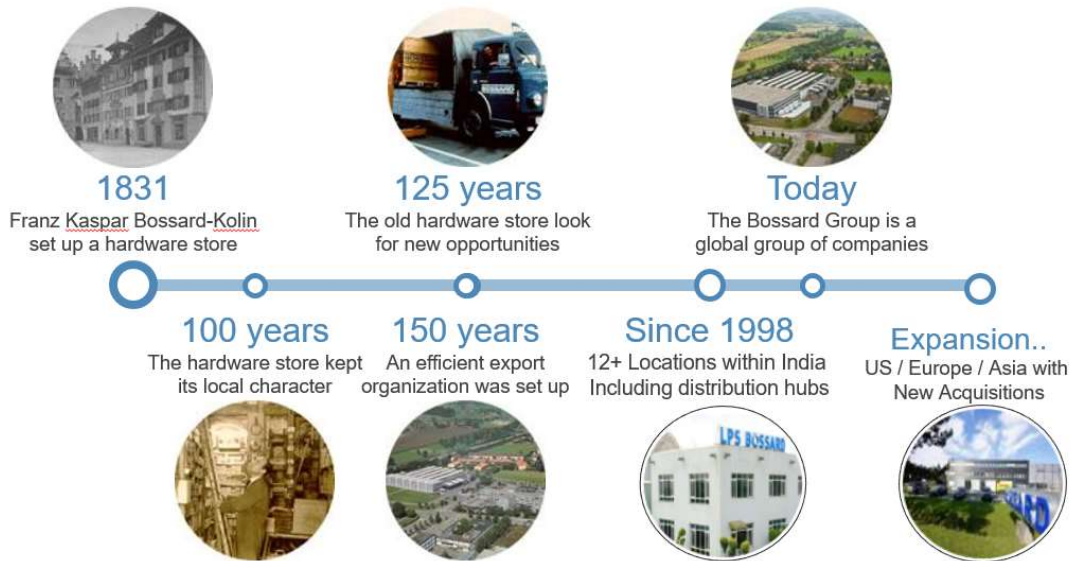 1831
Franz Kaspar Bossard-Kolin
set up a hardware store
125 years
The old hardware store look
for new opportunities
Today
The Bossard Group is a
global group of companies
100 years
The hardware store kept
its local character
150 years
An efficient export
organization was set up
Since 1998
12+ Locations within India
Including distribution hubs
LPS BOSSARD
Expansion..
US / Europe / Asia with
New Acquisitions